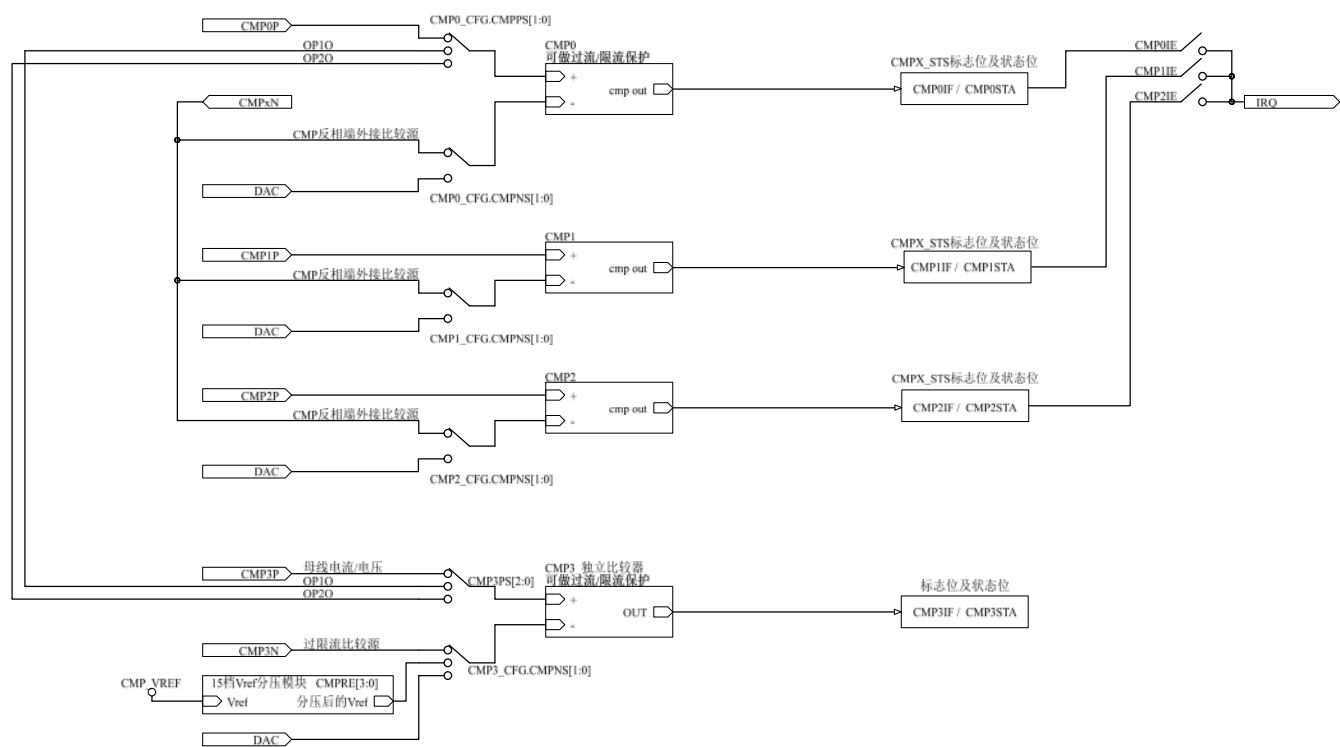 CMP0_CFG.CMPPS[1:0]
CMP0P
OP1O
OP2O
CMP0
可做过流/限流保护
+
-
cmp out
CMPX_STS标志位及状态位
CMP0IF / CMP0STA
CMP0IE
CMP1IE
CMP2IE
IRQ
CMPxN
CMP反相端外接比较源
DAC
CMP0_CFG.CMPNS[1:0]
CMP1P
CMP1
+
-
cmp out
CMPX_STS标志位及状态位
CMP1IF / CMP1STA
CMP反相端外接比较源
DAC
CMP1_CFG.CMPNS[1:0]
CMP2P
CMP2
+
-
cmp out
CMPX_STS标志位及状态位
CMP2IF / CMP2STA
CMP反相端外接比较源
DAC
CMP2_CFG.CMPNS[1:0]
CMP3P
母线电流/电压
OP1O
OP2O
CMP3PS[2:0]
CMP3 独立比较器
可做过流/限流保护
+
-
OUT
标志位及状态位
CMP3IF / CMP3STA
CMP3N
过限流比较源
CMP3_CFG.CMPNS[1:0]
CMP_VREF
15档Vref分压模块 CMPRE[3:0]
Vref
分压后的Vref
DAC